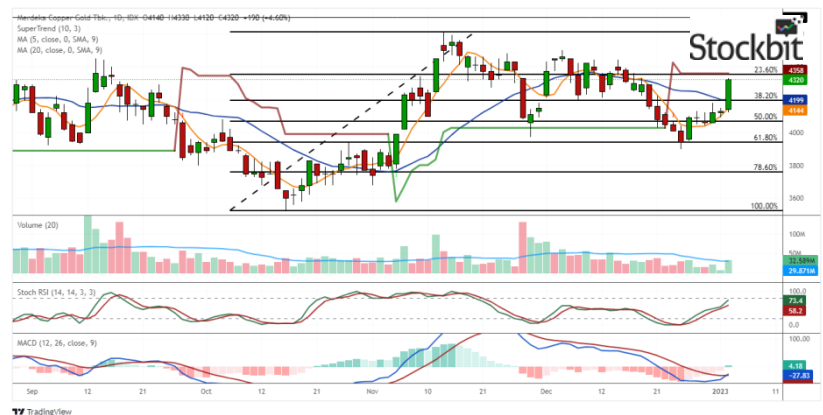 Merdeka Copper Gold Tbk., 1D, IDX O4140 H4330 L4120 C4320 +190 (+4.60%)
SuperTrend (10, 3)
MA (5, close, 0, SMA, 9)
MA (20, close, 0, SMA, 9)
Stockbit
23.60%
4358
4320
38.20%
4199
4144
50.00%
4000
61.80%
3800
78.60%
3600
100.00%
Volume (20)
100M
50M
32.589M
29.871M
Stoch RSI (14, 14, 3, 3)
100.00
73.4
58.2
0.0
MACD (12, 26, close, 9)
100.00
4.18
-27.83
Sep 12 21 Oct 12 21 Nov 10 21 Dec 12 21 2023 11
TradingView